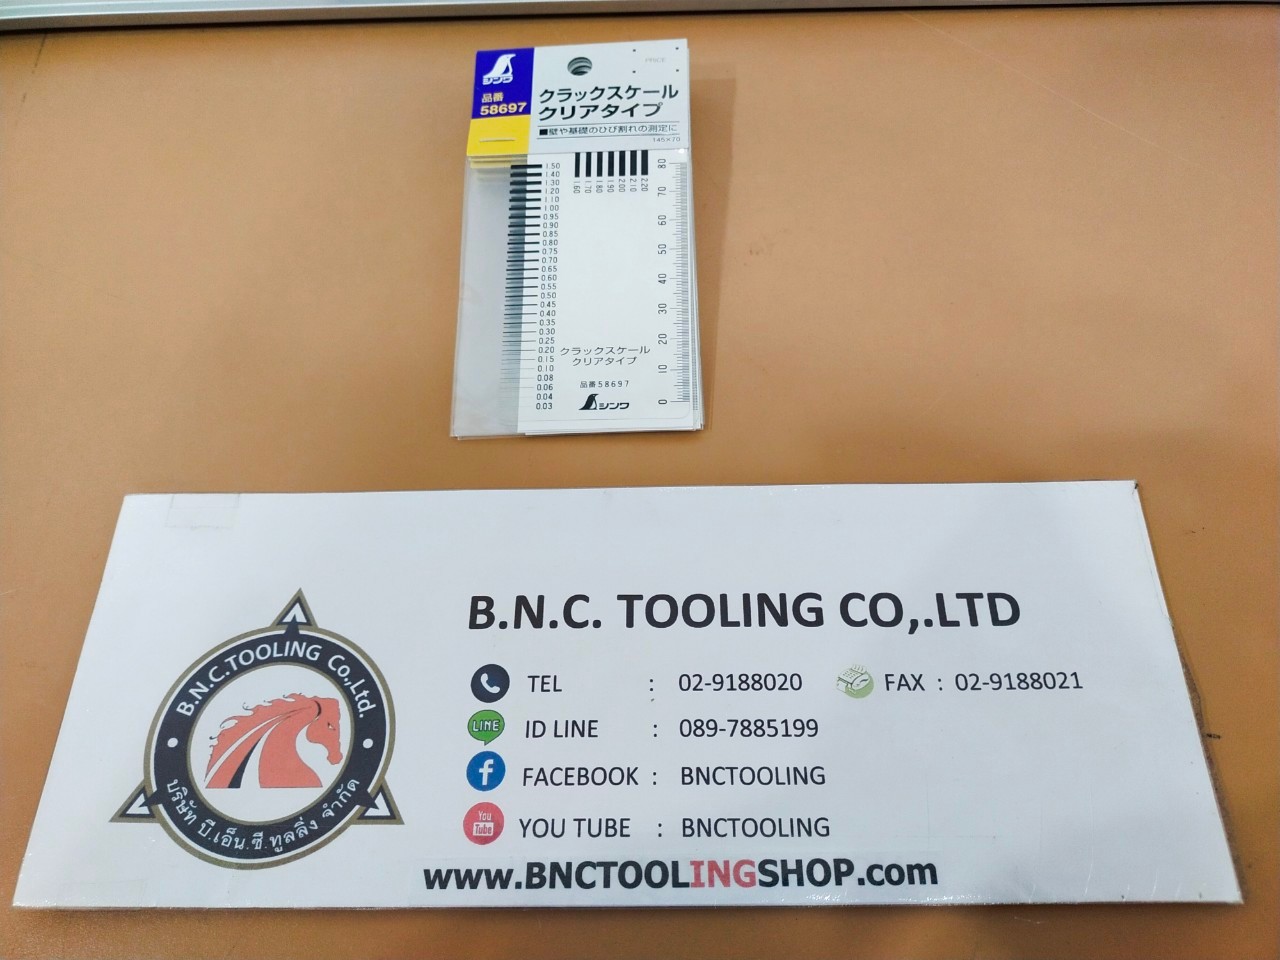 シンワ
品番
58697
PRICE
クラックスケール
クリアタイプ
■壁や基礎のひび割れの測定に
145×70
1.50
1.40
1.30
1.20
1.10
1.00
0.95
0.90
0.85
0.80
0.75
0.70
0.65
0.60
0.55
0.50
0.45
0.40
0.35
0.30
0.25
0.20
0.15
0.10
0.08
0.06
0.04
0.03
1.60 1.70 1.80 1.90 2.00 2.10 2.20
80
70
60
50
40
30
20
10
0
クラックスケール
クリアタイプ
品番58697
シンワ
B.N.C.TOOLING Co.,Ltd.
บริษัท บี.เอ็น.ซี.ทูลลิ่ง จำกัด
B.N.C. TOOLING CO,.LTD
TEL : 02-9188020 FAX : 02-9188021
LINE ID LINE : 089-7885199
f FACEBOOK : BNCTOOLING
You Tube YOU TUBE : BNCTOOLING
www.BNCTOOLINGSHOP.com